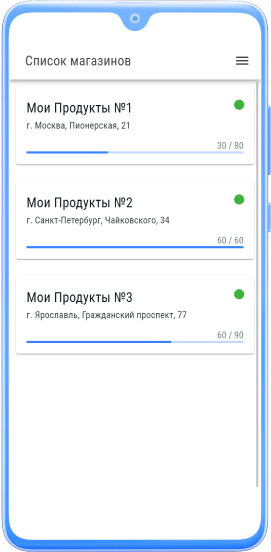 Список магазинов
Мои Продукты №1
г. Москва, Пионерская, 21
30 / 80
Мои Продукты №2
г. Санкт-Петербург, Чайковского, 34
60 / 60
Мои Продукты №3
г. Ярославль, Гражданский проспект, 77
60 / 90